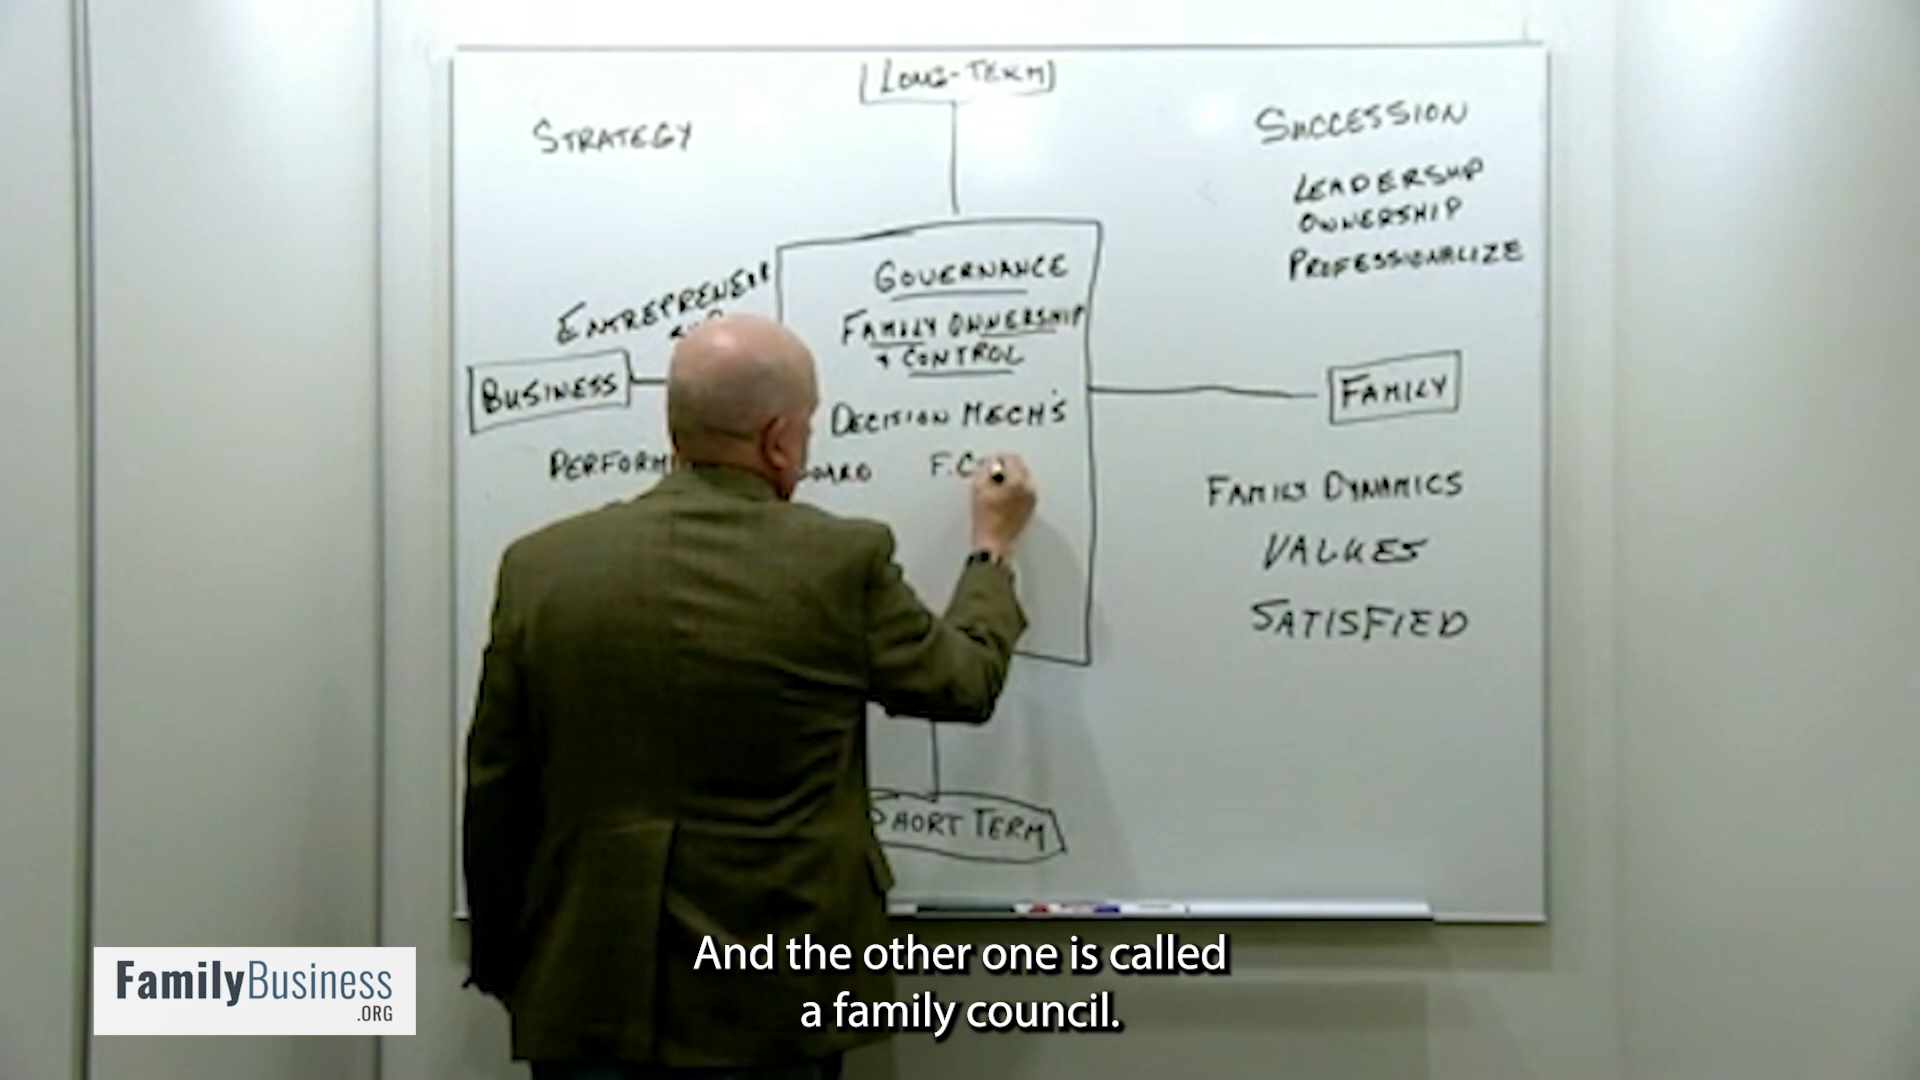 LONG-TERM
STRATEGY
SUCCESSION
LEADERSHIP
OWNERSHIP
PROFESSIONALIZE
GOVERNANCE
FAMILY OWNERSHIP
& CONTROL
ENTREPRENEUR
BUSINESS
FAMILY
DECISION MECH'S
F.C
FAMILY DYNAMICS
VALUES
SATISFIED
SHORT TERM
And the other one is called
a family council.
FamilyBusiness
.ORG